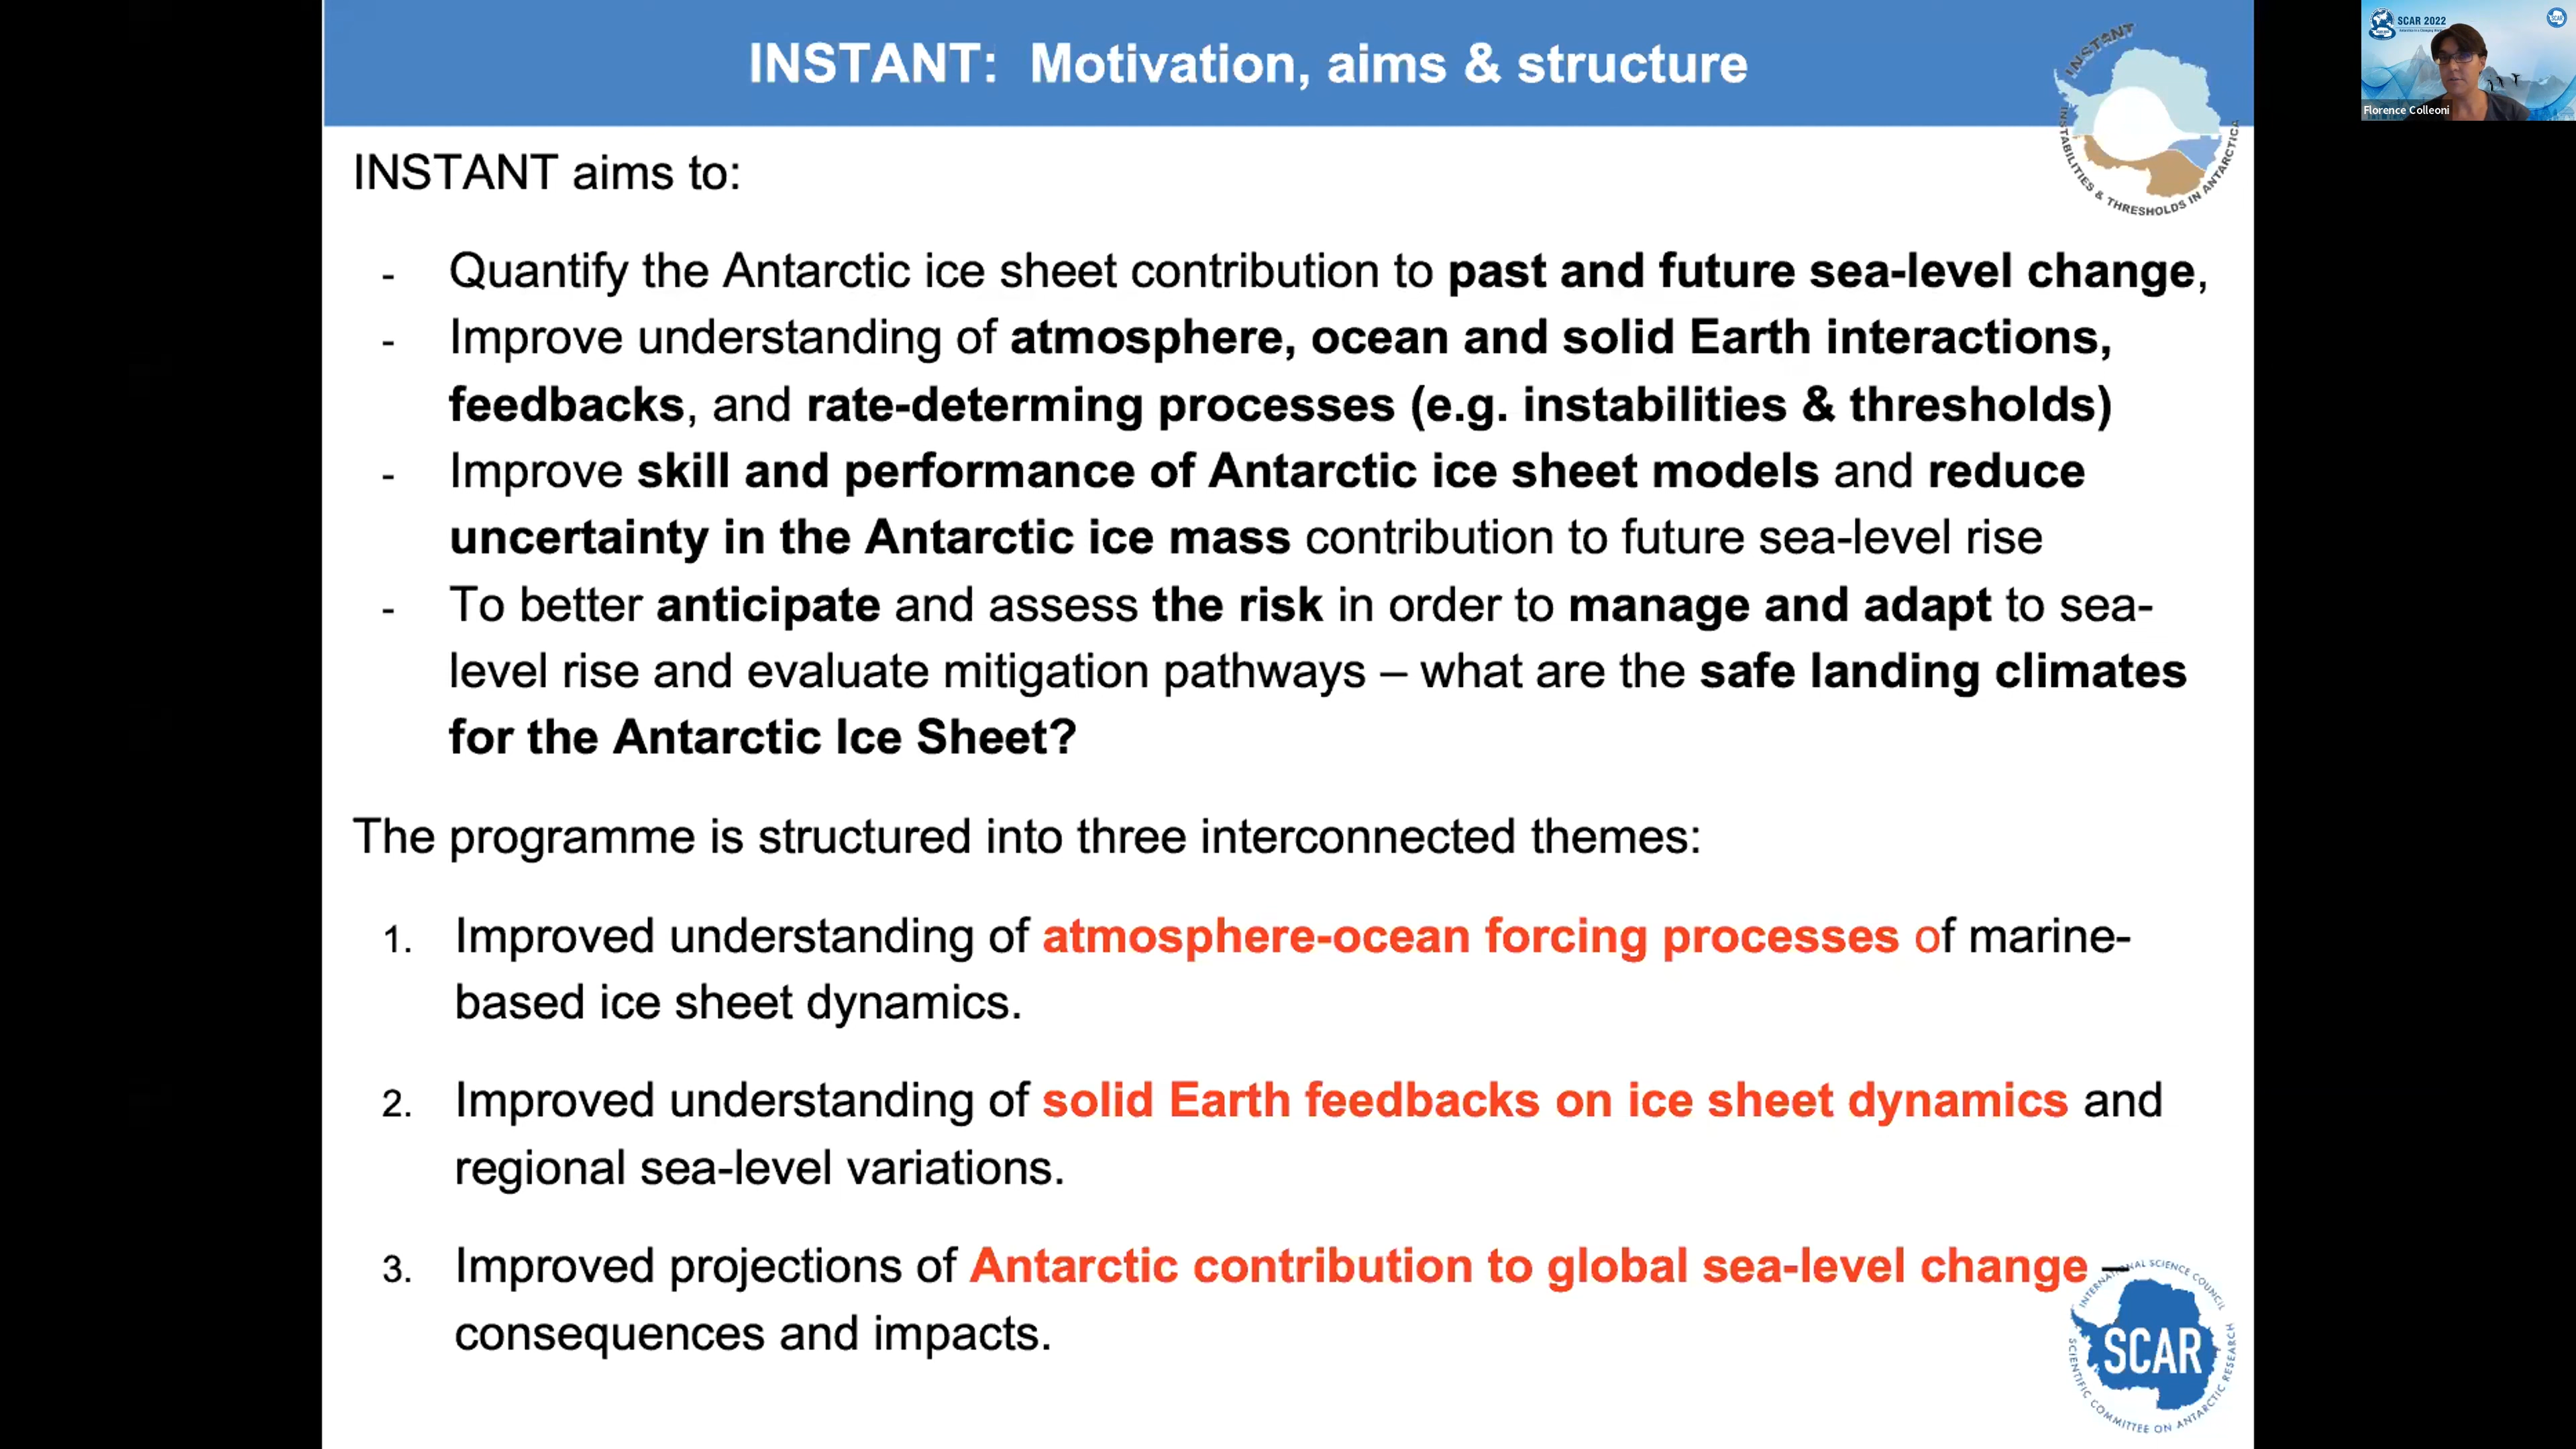 INSTANT: Motivation, aims & structure
SCAR 2022
Florence Colleoni
INSTANT
INSTABILITIES & THRESHOLDS IN ANTARCTICA
INSTANT aims to:
- Quantify the Antarctic ice sheet contribution to past and future sea-level change,
- Improve understanding of atmosphere, ocean and solid Earth interactions,
feedbacks, and rate-determing processes (e.g. instabilities & thresholds)
- Improve skill and performance of Antarctic ice sheet models and reduce
uncertainty in the Antarctic ice mass contribution to future sea-level rise
- To better anticipate and assess the risk in order to manage and adapt to sea-
level rise and evaluate mitigation pathways – what are the safe landing climates
for the Antarctic Ice Sheet?
The programme is structured into three interconnected themes:
1. Improved understanding of atmosphere-ocean forcing processes of marine-
based ice sheet dynamics.
2. Improved understanding of solid Earth feedbacks on ice sheet dynamics and
regional sea-level variations.
3. Improved projections of Antarctic contribution to global sea-level change –
consequences and impacts.
INTERNATIONAL SCIENCE COUNCIL
SCAR
SCIENTIFIC COMMITTEE ON ANTARCTIC RESEARCH